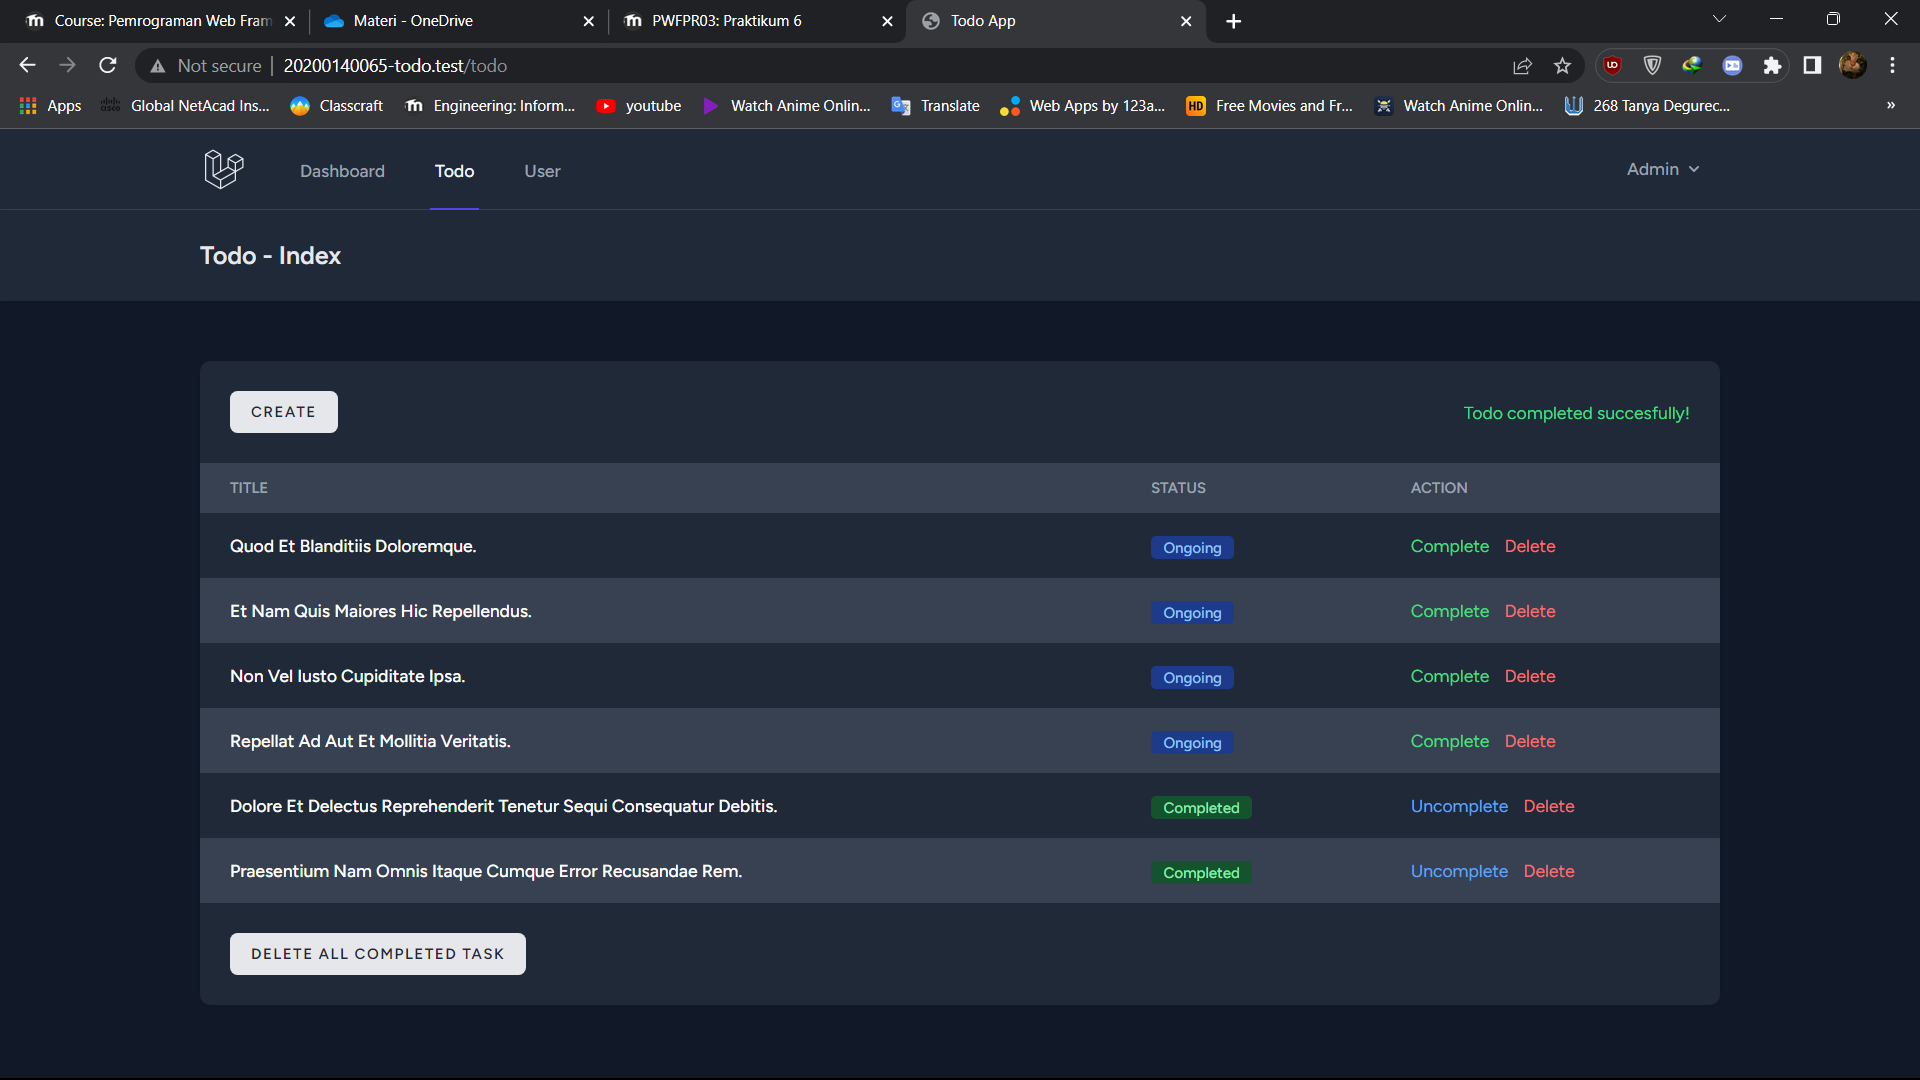 Course: Pemrograman Web Fram
Materi - OneDrive
PWFPR03: Praktikum 6
Todo App
Not secure
20200140065-todo.test/todo
Apps
Global NetAcad Ins...
Classcraft
Engineering: Inform...
youtube
Watch Anime Onlin...
Translate
Web Apps by 123a...
HD
Free Movies and Fr...
Watch Anime Onlin...
268 Tanya Degurec...
»
Dashboard
Todo
User
Admin
Todo - Index
CREATE
Todo completed succesfully!
TITLE STATUS ACTION
Quod Et Blanditiis Doloremque. Ongoing Complete Delete
Et Nam Quis Maiores Hic Repellendus. Ongoing Complete Delete
Non Vel Iusto Cupiditate Ipsa. Ongoing Complete Delete
Repellat Ad Aut Et Mollitia Veritatis. Ongoing Complete Delete
Dolore Et Delectus Reprehenderit Tenetur Sequi Consequatur Debitis. Completed Uncomplete Delete
Praesentium Nam Omnis Itaque Cumque Error Recusandae Rem. Completed Uncomplete Delete
DELETE ALL COMPLETED TASK